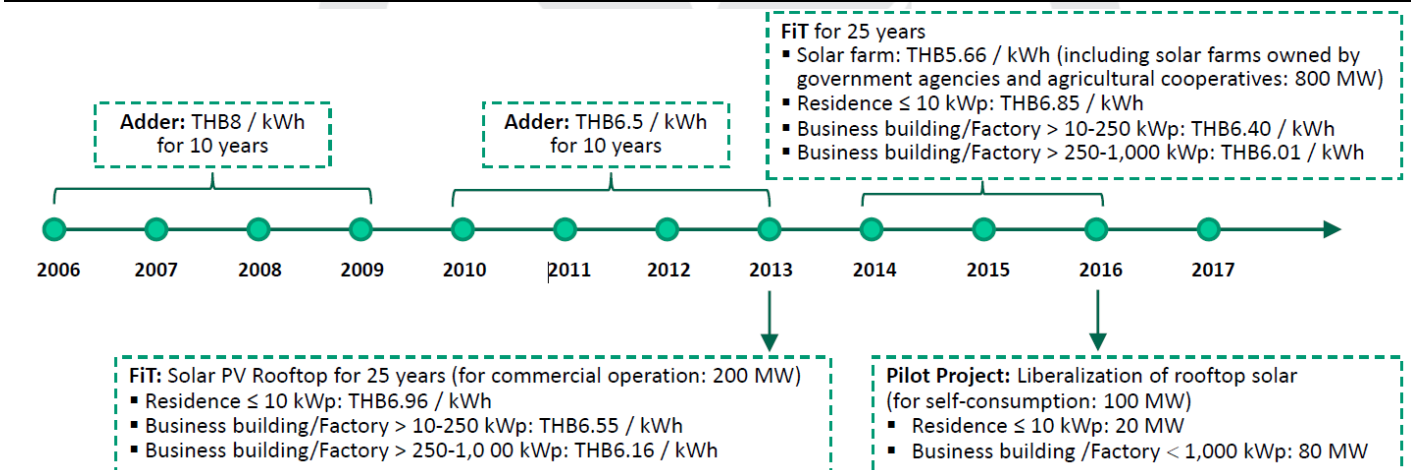 FiT for 25 years
▪ Solar farm: THB5.66 / kWh (including solar farms owned by
government agencies and agricultural cooperatives: 800 MW)
▪ Residence ≤ 10 kWp: THB6.85 / kWh
▪ Business building/Factory > 10-250 kWp: THB6.40 / kWh
▪ Business building/Factory > 250-1,000 kWp: THB6.01 / kWh
Adder: THB8 / kWh
for 10 years
Adder: THB6.5 / kWh
for 10 years
2006 2007 2008 2009 2010 2011 2012 2013 2014 2015 2016 2017
FiT: Solar PV Rooftop for 25 years (for commercial operation: 200 MW)
▪ Residence ≤ 10 kWp: THB6.96 / kWh
▪ Business building/Factory > 10-250 kWp: THB6.55 / kWh
▪ Business building/Factory > 250-1,0 00 kWp: THB6.16 / kWh
Pilot Project: Liberalization of rooftop solar
(for self-consumption: 100 MW)
▪ Residence ≤ 10 kWp: 20 MW
▪ Business building /Factory < 1,000 kWp: 80 MW